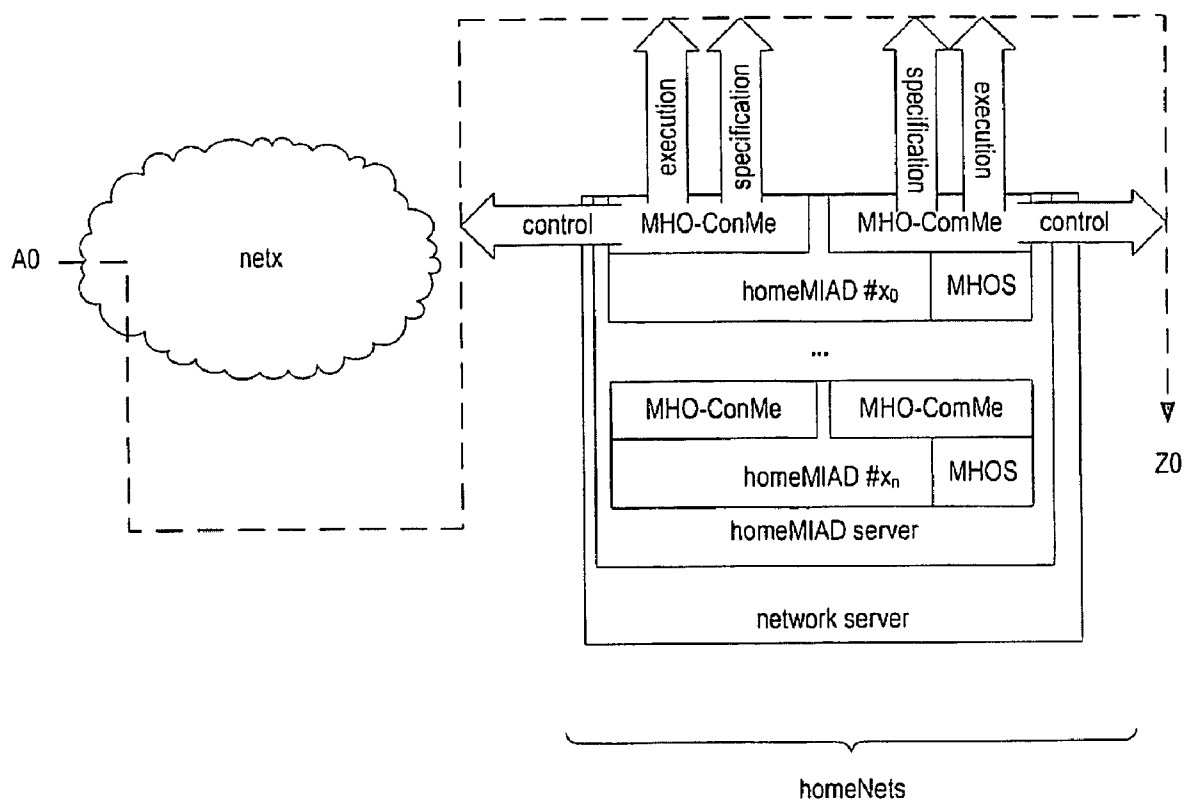 execution
specification
specification
execution
control
MHO-ConMe
MHO-ComMe
control
A0
netx
homeMIAD #x₀
MHOS
...
MHO-ConMe
MHO-ComMe
homeMIAD #xₙ
MHOS
Z0
homeMIAD server
network server
homeNets